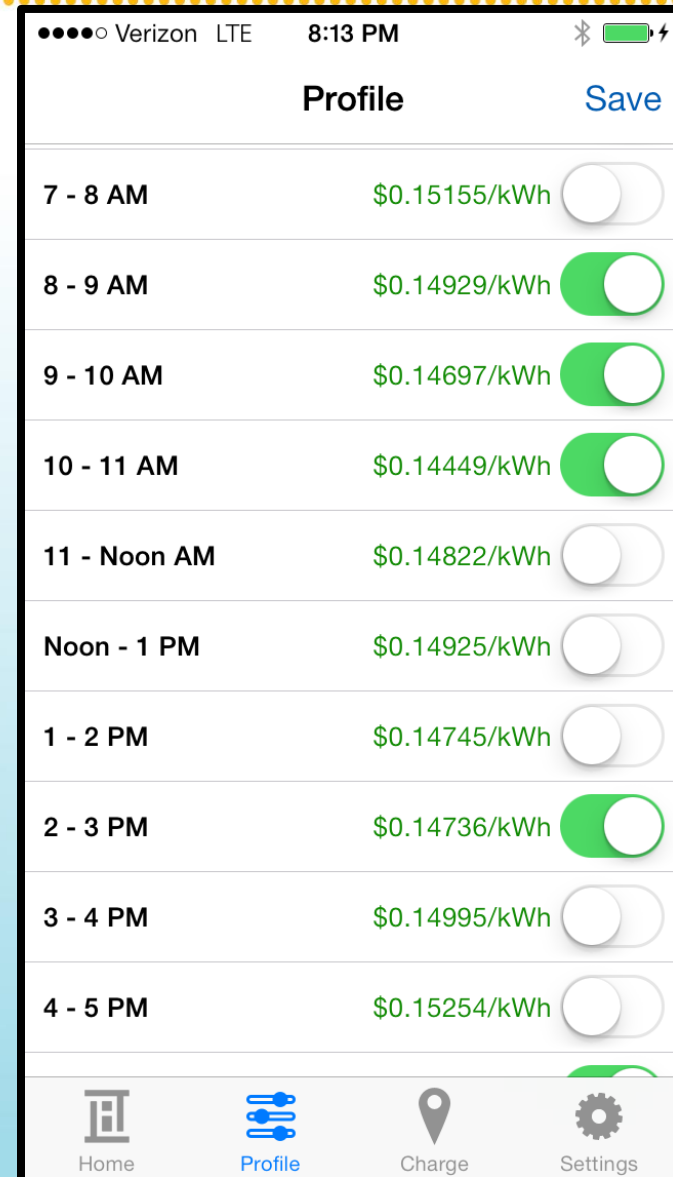 Verizon LTE 8:13 PM
Profile Save
7 - 8 AM $0.15155/kWh
8 - 9 AM $0.14929/kWh
9 - 10 AM $0.14697/kWh
10 - 11 AM $0.14449/kWh
11 - Noon AM $0.14822/kWh
Noon - 1 PM $0.14925/kWh
1 - 2 PM $0.14745/kWh
2 - 3 PM $0.14736/kWh
3 - 4 PM $0.14995/kWh
4 - 5 PM $0.15254/kWh
Home Profile Charge Settings